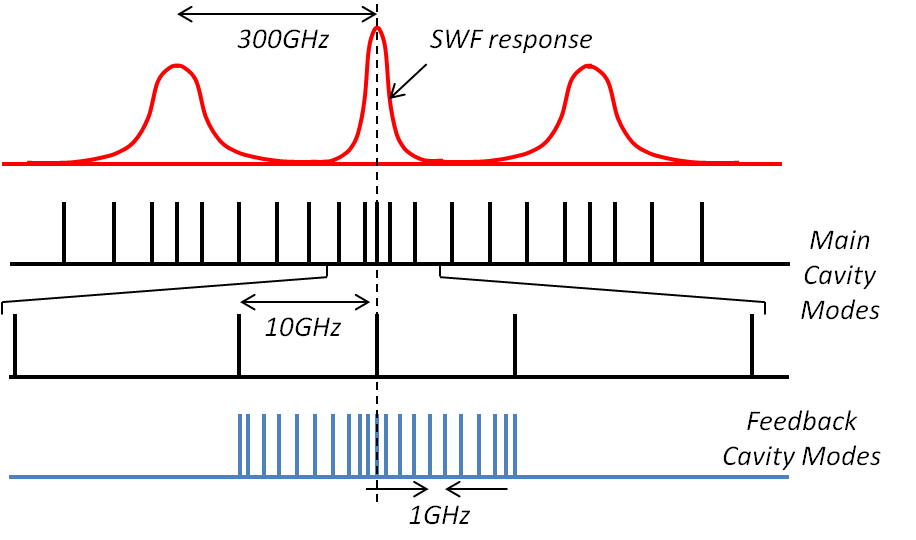 300GHz
SWF response
Main
Cavity
Modes
10GHz
Feedback
Cavity Modes
1GHz